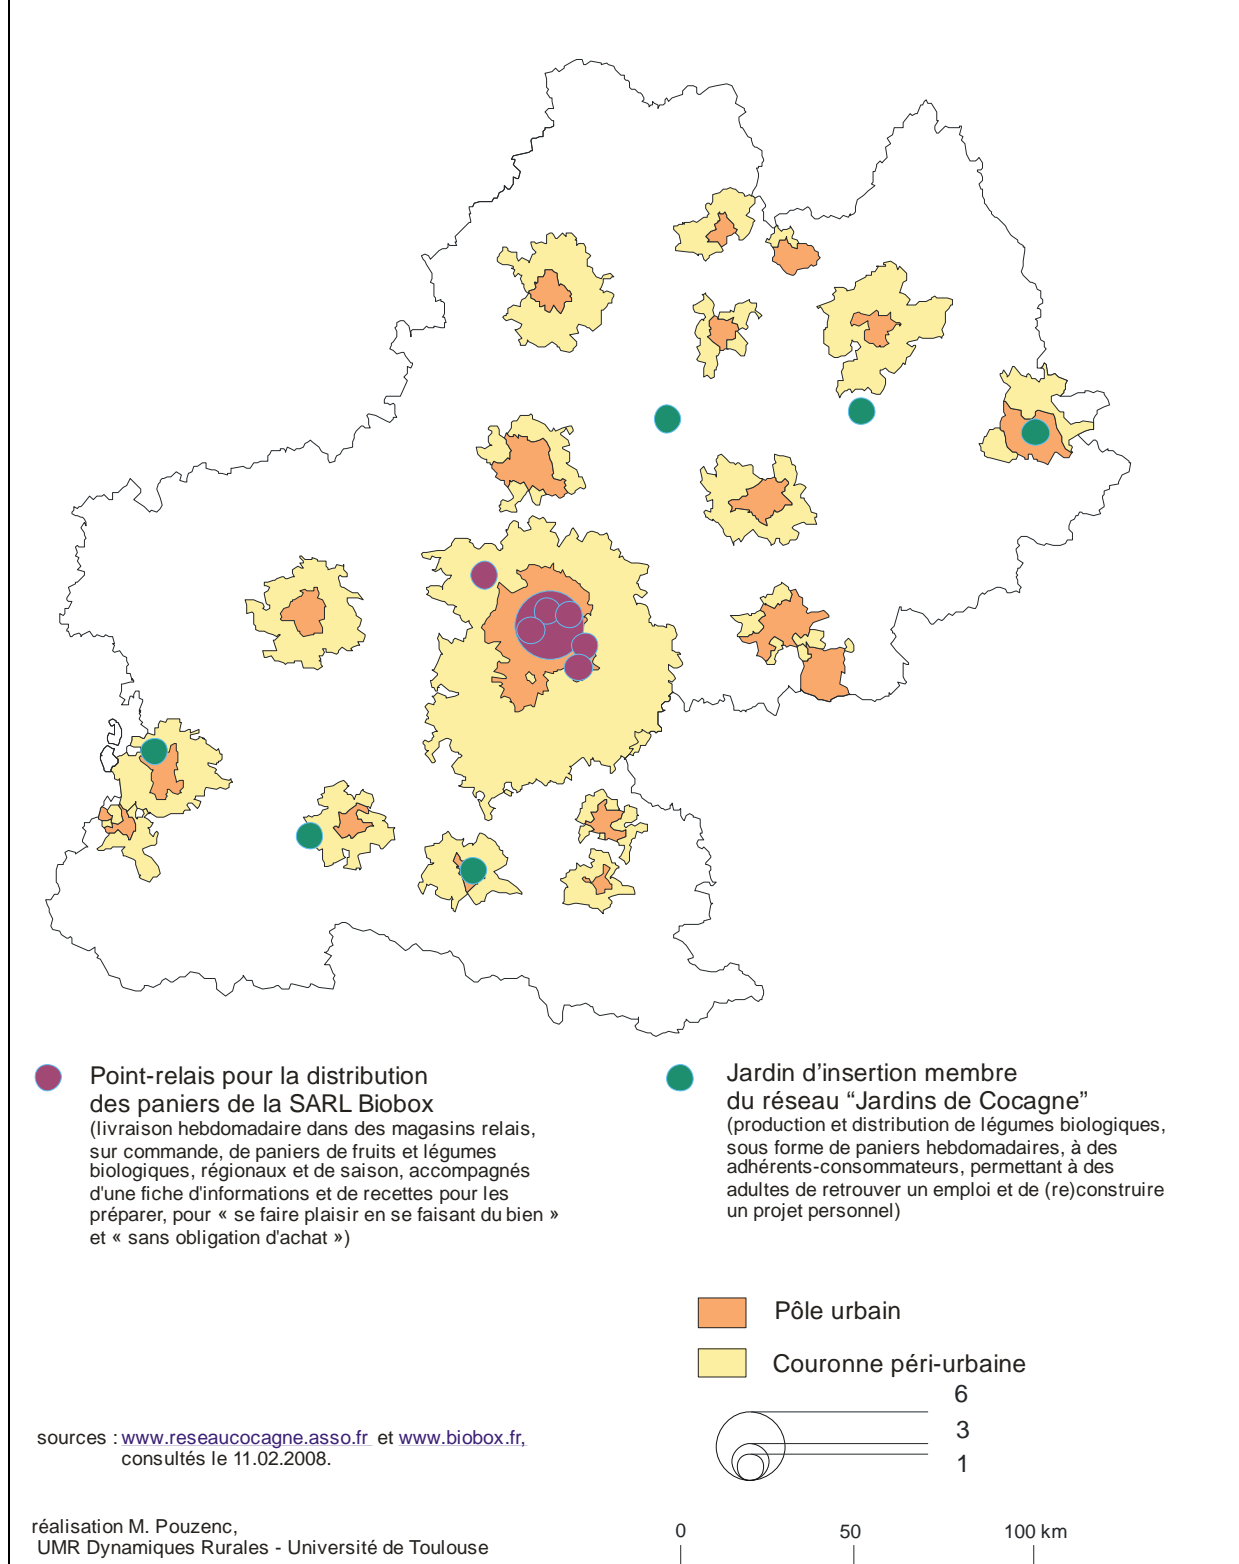 Point-relais pour la distribution
des paniers de la SARL Biobox
(livraison hebdomadaire dans des magasins relais,
sur commande, de paniers de fruits et légumes
biologiques, régionaux et de saison, accompagnés
d'une fiche d'informations et de recettes pour les
préparer, pour « se faire plaisir en se faisant du bien »
et « sans obligation d'achat »)
Jardin d’insertion membre
du réseau “Jardins de Cocagne”
(production et distribution de légumes biologiques,
sous forme de paniers hebdomadaires, à des
adhérents-consommateurs, permettant à des
adultes de retrouver un emploi et de (re)construire
un projet personnel)
Pôle urbain
Couronne péri-urbaine
6
3
1
sources : www.reseaucocagne.asso.fr et www.biobox.fr,
consultés le 11.02.2008.
réalisation M. Pouzenc,
UMR Dynamiques Rurales - Université de Toulouse
0 50 100 km